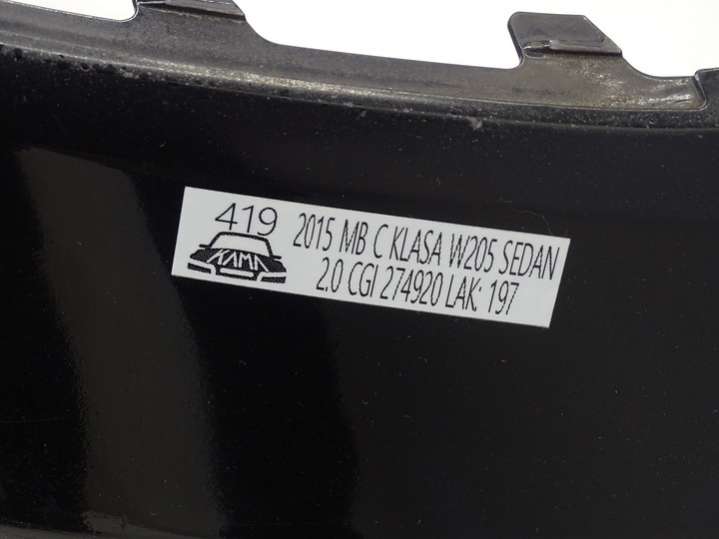 419
KAMA
2015 MB C KLASA W205 SEDAN
2.0 CGI 274920 LAK: 197